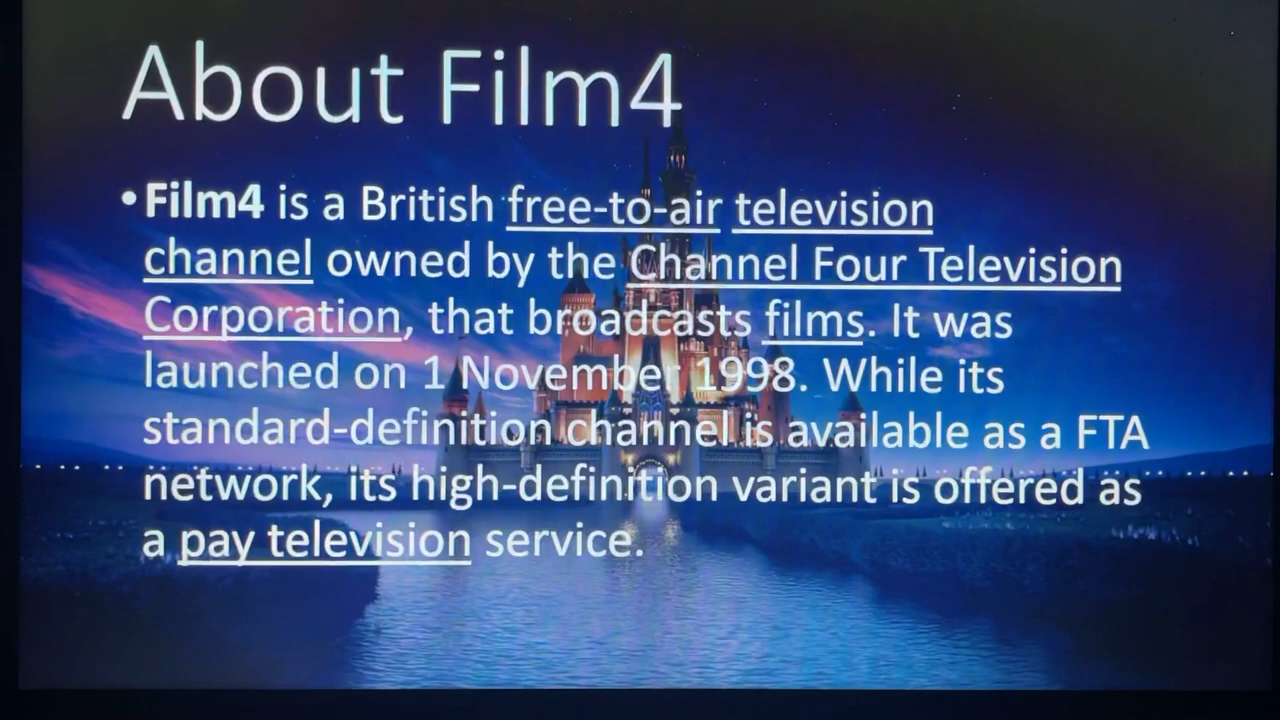 About Film4
•Film4 is a British free-to-air television
channel owned by the Channel Four Television
Corporation, that broadcasts films. It was
launched on 1 November 1998. While its
standard-definition channel is available as a FTA
network, its high-definition variant is offered as
a pay television service.